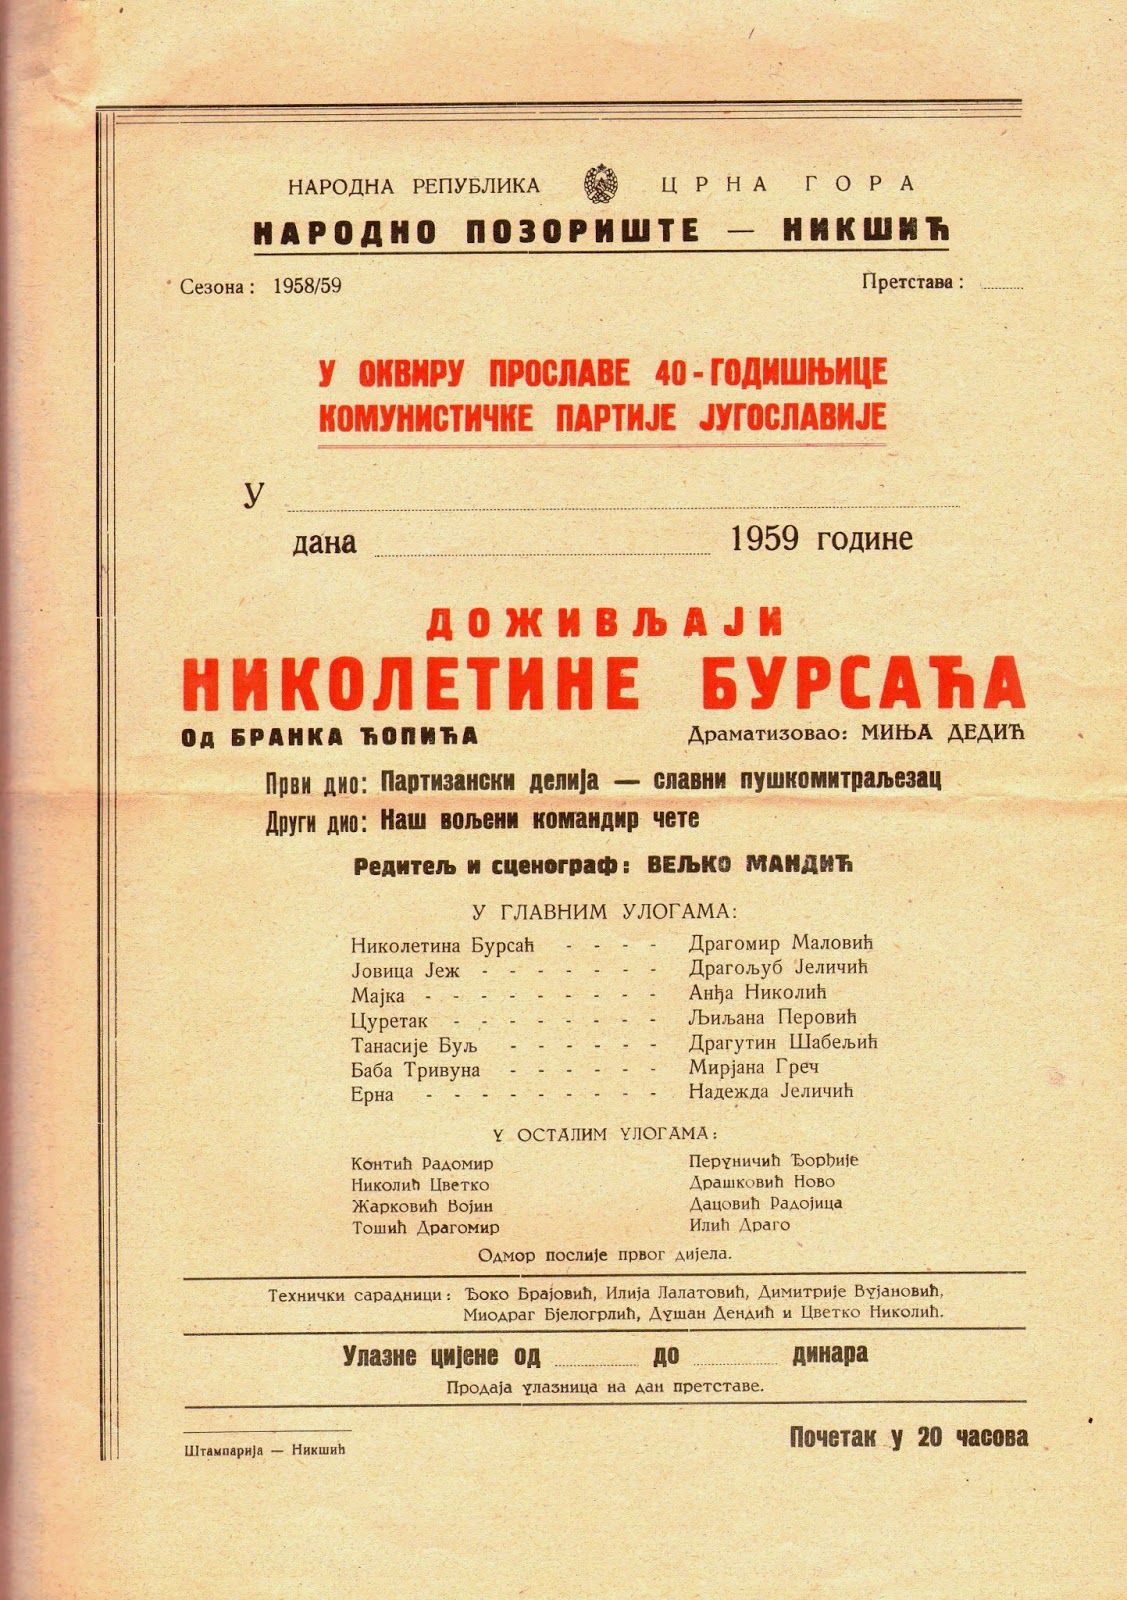 НАРОДНА РЕПУБЛИКА ЦРНА ГОРА
НАРОДНО ПОЗОРИШТЕ — НИКШИЋ
Сезона: 1958/59 Претстава: ..........
У ОКВИРУ ПРОСЛАВЕ 40-ГОДИШЊИЦЕ
КОМУНИСТИЧКЕ ПАРТИЈЕ ЈУГОСЛАВИЈЕ
У ..........
дана .......... 1959 године
ДОЖИВЉАЈИ
НИКОЛЕТИНЕ БУРСАЋА
Од БРАНКА ЋОПИЋА Драматизовао: МИЊА ДЕДИЋ
Први дио: Партизански делија — славни пушкомитраљезац
Други дио: Наш вољени командир чете
Редитељ и сценограф: ВЕЉКО МАНДИЋ
У ГЛАВНИМ УЛОГАМА:
Николетина Бурсаћ - - - - Драгомир Маловић
Јовица Јеж - - - - - - - Драгољуб Јеличић
Мајка - - - - - - - - - Анђа Николић
Цуретак - - - - - - - - Љиљана Перовић
Танасије Буљ - - - - - - Драгутин Шабељић
Баба Тривуна - - - - - - Мирјана Греч
Ерна - - - - - - - - - Надежда Јеличић
У ОСТАЛИМ УЛОГАМА:
Контић Радомир Перуничић Ђорђије
Николић Цветко Драшковић Ново
Жарковић Војин Дацовић Радојица
Тошић Драгомир Илић Драго
Одмор послије првог дијела.
Технички сарадници: Ђоко Брајовић, Илија Лалатовић, Димитрије Вујановић,
Миодраг Бјелогрлић, Душан Дендић и Цветко Николић.
Улазне цијене од .......... до .......... динара
Продаја улазница на дан претставе.
Штампарија — Никшић Почетак у 20 часова